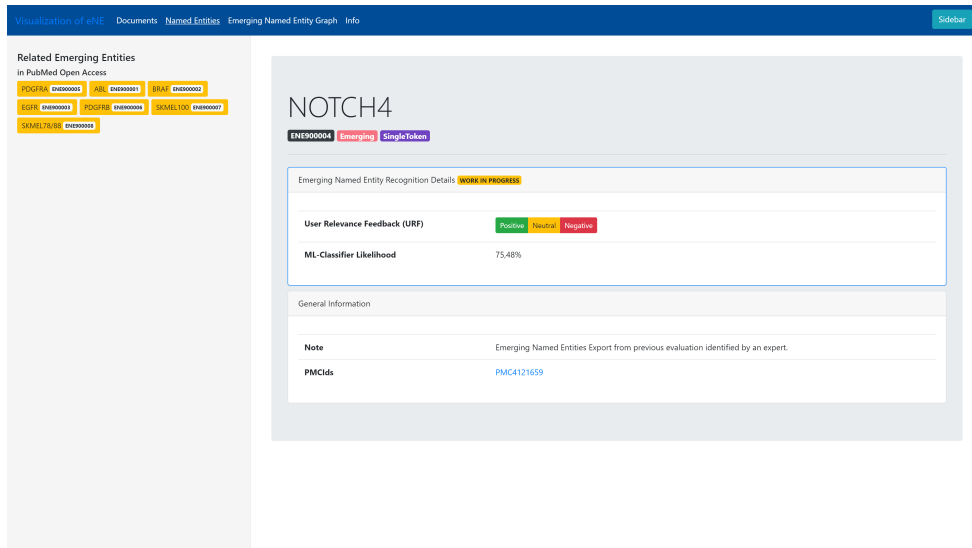 Visualization of eNE Documents Named Entities Emerging Named Entity Graph Info Sidebar
Related Emerging Entities
in PubMed Open Access
PDGFRA ENE900005 ABL ENE900001 BRAF ENE900002
EGFR ENE900003 PDGFRB ENE900006 SKMEL100 ENE900007
SKMEL78/BB ENE900008
NOTCH4
ENE900004 Emerging SingleToken
Emerging Named Entity Recognition Details WORK IN PROGRESS
User Relevance Feedback (URF) Positive Neutral Negative
ML-Classifier Likelihood 75,48%
General Information
Note Emerging Named Entities Export from previous evaluation identified by an expert.
PMCIds PMC4121659